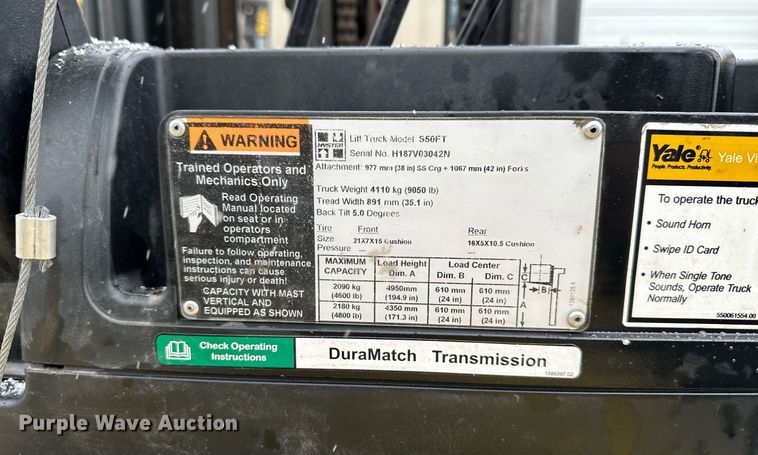 WARNING
Trained Operators and
Mechanics Only
Read Operating
Manual located
on seat or in
operators
compartment
Failure to follow operating,
inspection, and maintenance
instructions can cause
serious injury or death!
CAPACITY WITH MAST
VERTICAL AND
EQUIPPED AS SHOWN
HYSTER
Lift Truck Model S50FT
Serial No. H187V03042N
Attachment: 977 mm (38 in) SS Crg + 1067 mm (42 in) Forks
Truck Weight 4110 kg (9050 lb)
Tread Width 891 mm (35.1 in)
Back Tilt 5.0 Degrees
Tire Front Rear
Size 21X7X15 Cushion 16X5X10.5 Cushion
Pressure --- ---
MAXIMUM CAPACITY Load Height Dim. A Load Center Dim. B Dim. C
2090 kg 4950mm 610 mm 610 mm
(4600 lb) (194.9 in) (24 in) (24 in)
2180 kg 4350 mm 610 mm 610 mm
(4800 lb) (171.3 in) (24 in) (24 in)
C
B
A
Check Operating
Instructions
DuraMatch Transmission
1589397.02
Yale
People. Products. Productivity.
Yale Vi
To operate the truck
• Sound Horn
• Swipe ID Card
• When Single Tone
Sounds, Operate Truck
Normally
550061554.00
Purple Wave Auction